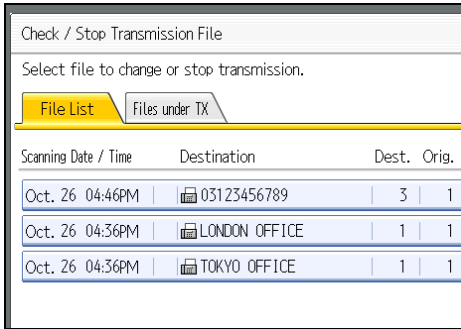 Check / Stop Transmission File
Select file to change or stop transmission.
File List Files under TX
Scanning Date / Time Destination Dest. Orig.
Oct. 26 04:46PM 03123456789 3 1
Oct. 26 04:36PM LONDON OFFICE 1 1
Oct. 26 04:36PM TOKYO OFFICE 1 1